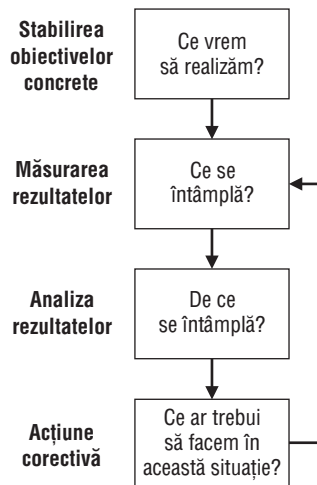 Stabilirea
obiectivelor
concrete
Ce vrem
să realizăm?
Măsurarea
rezultatelor
Ce se
întâmplă?
Analiza
rezultatelor
De ce
se întâmplă?
Acțiune
corectivă
Ce ar trebui
să facem în
această situație?